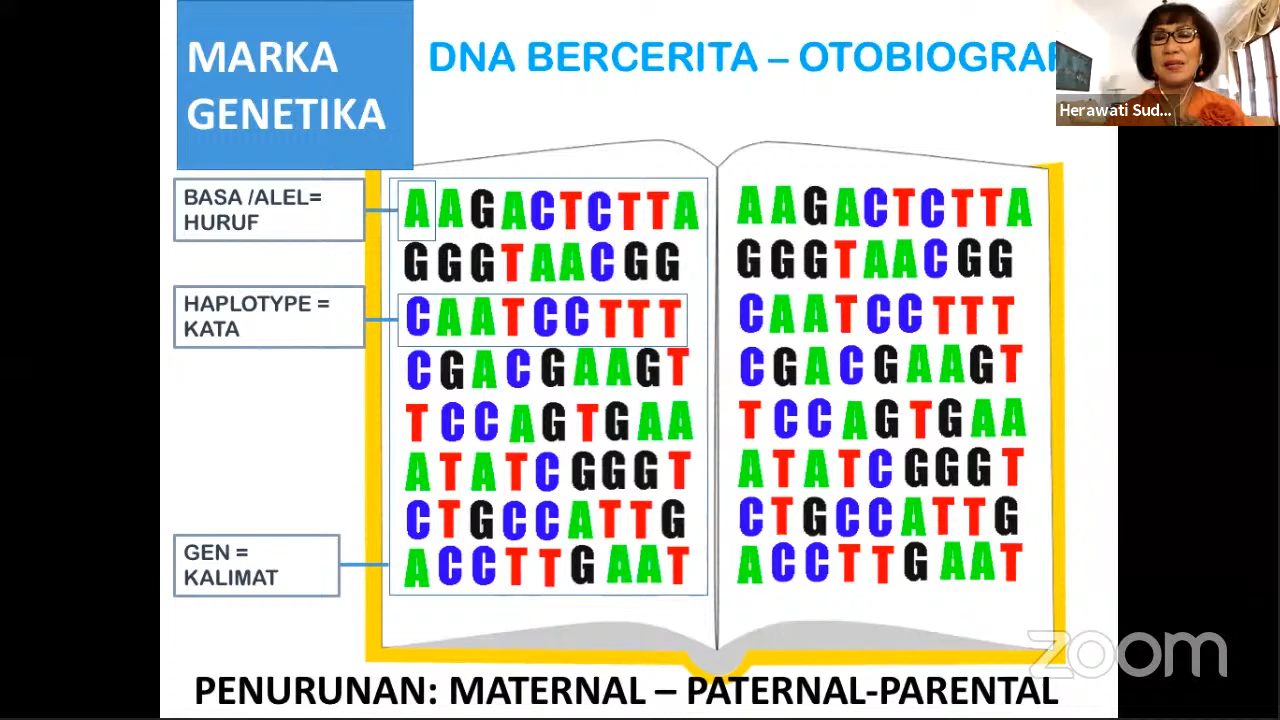 MARKA
GENETIKA
DNA BERCERITA – OTOBIOGRAF
Herawati Sud...
BASA /ALEL=
HURUF
HAPLOTYPE =
KATA
GEN =
KALIMAT
AAGACTCTTA
GGGTAACGG
CAATCCTTT
CGACGAAGT
TCCAGTGAA
ATATCGGGT
CTGCCATTG
ACCTTGAAT
AAGACTCTTA
GGGTAACGG
CAATCCTTT
CGACGAAGT
TCCAGTGAA
ATATCGGGT
CTGCCATTG
ACCTTGAAT
zoom
PENURUNAN: MATERNAL – PATERNAL-PARENTAL